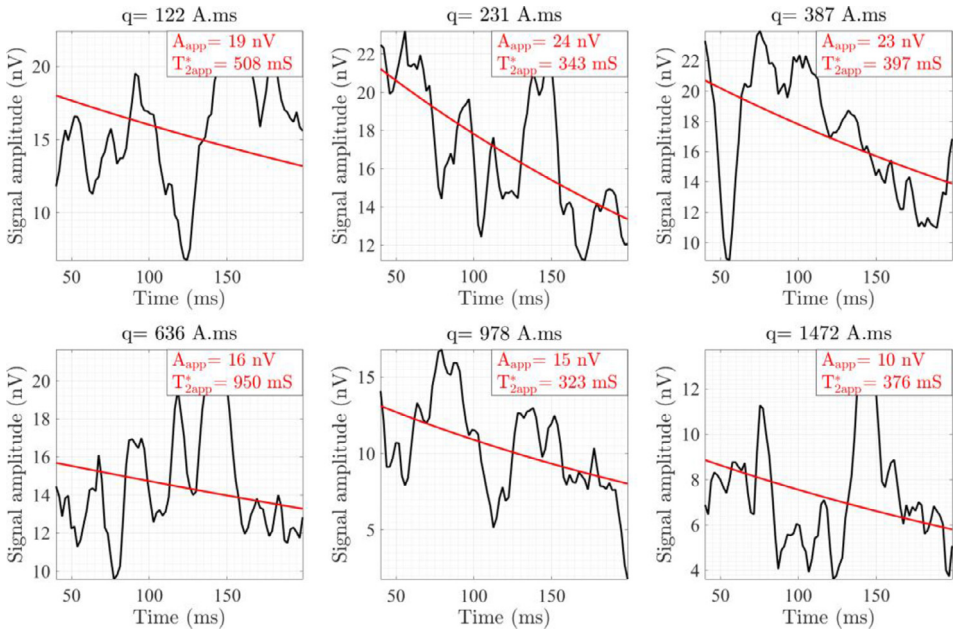 q= 122 A.ms
A_app= 19 nV
T*_2app= 508 mS
Signal amplitude (nV)
20
15
10
50
100
150
Time (ms)
q= 231 A.ms
A_app= 24 nV
T*_2app= 343 mS
Signal amplitude (nV)
22
20
18
16
14
12
50
100
150
Time (ms)
q= 387 A.ms
A_app= 23 nV
T*_2app= 397 mS
Signal amplitude (nV)
22
20
18
16
14
12
10
50
100
150
Time (ms)
q= 636 A.ms
A_app= 16 nV
T*_2app= 950 mS
Signal amplitude (nV)
20
18
16
14
12
10
50
100
150
Time (ms)
q= 978 A.ms
A_app= 15 nV
T*_2app= 323 mS
Signal amplitude (nV)
15
10
5
50
100
150
Time (ms)
q= 1472 A.ms
A_app= 10 nV
T*_2app= 376 mS
Signal amplitude (nV)
12
10
8
6
4
50
100
150
Time (ms)